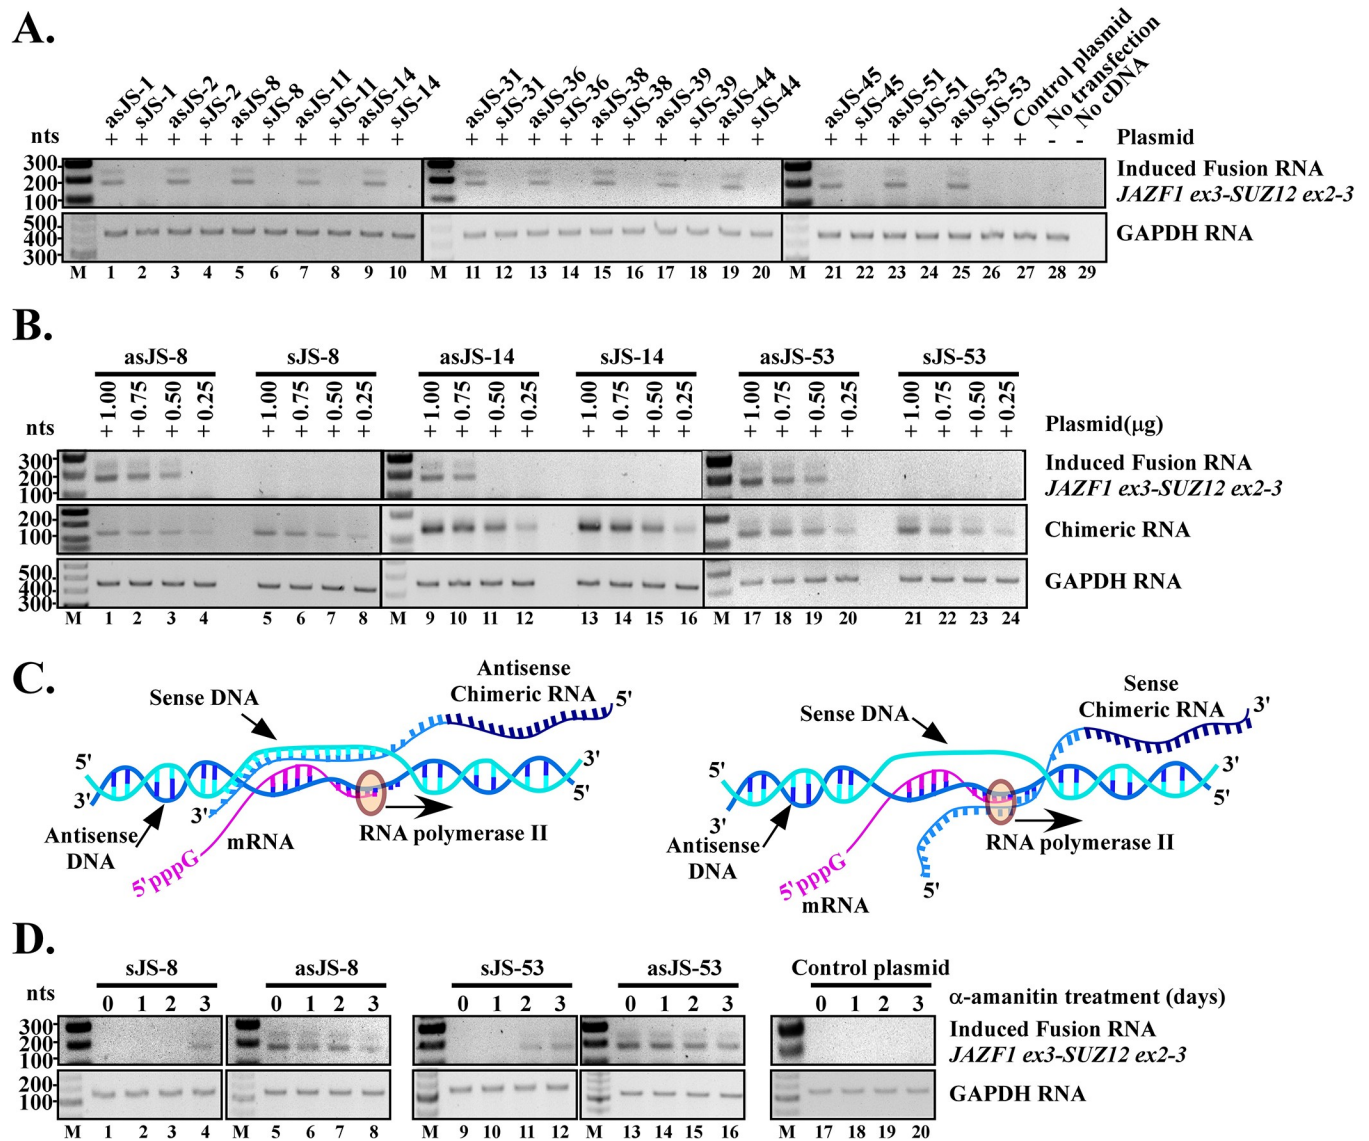 A.
asJS-1 sJS-1 asJS-2 sJS-2 asJS-8 sJS-8 asJS-11 sJS-11 asJS-14 sJS-14 asJS-31 sJS-31 asJS-36 sJS-36 asJS-38 sJS-38 asJS-39 sJS-39 asJS-44 sJS-44 asJS-45 sJS-45 asJS-51 sJS-51 asJS-53 sJS-53 Control plasmid No transfection No cDNA
nts + + + + + + + + + + + + + + + + + + + + + + + + + + + - - Plasmid
300 Induced Fusion RNA
200 JAZF1 ex3-SUZ12 ex2-3
100
500
400 GAPDH RNA
300
M 1 2 3 4 5 6 7 8 9 10 M 11 12 13 14 15 16 17 18 19 20 M 21 22 23 24 25 26 27 28 29
B.
asJS-8 sJS-8 asJS-14 sJS-14 asJS-53 sJS-53
1.00 0.75 0.50 0.25 1.00 0.75 0.50 0.25 1.00 0.75 0.50 0.25 1.00 0.75 0.50 0.25 1.00 0.75 0.50 0.25 1.00 0.75 0.50 0.25
nts + + + + + + + + + + + + + + + + + + + + + + + + Plasmid(μg)
300 Induced Fusion RNA
200 JAZF1 ex3-SUZ12 ex2-3
100
200 Chimeric RNA
100
500
400 GAPDH RNA
300
M 1 2 3 4 5 6 7 8 M 9 10 11 12 13 14 15 16 M 17 18 19 20 21 22 23 24
C.
Antisense
Chimeric RNA 5'
Sense DNA
5' 3'
3' 5'
3'
Antisense
DNA
mRNA
RNA polymerase II
5'pppG
Sense
Chimeric RNA 3'
Sense DNA
5' 3'
3' 5'
Antisense
DNA
RNA polymerase II
5'pppG
5'
mRNA
D.
sJS-8 asJS-8 sJS-53 asJS-53 Control plasmid
nts 0 1 2 3 0 1 2 3 0 1 2 3 0 1 2 3 0 1 2 3 α-amanitin treatment (days)
300 Induced Fusion RNA
200 JAZF1 ex3-SUZ12 ex2-3
100
200 GAPDH RNA
100
M 1 2 3 4 M 5 6 7 8 M 9 10 11 12 M 13 14 15 16 M 17 18 19 20